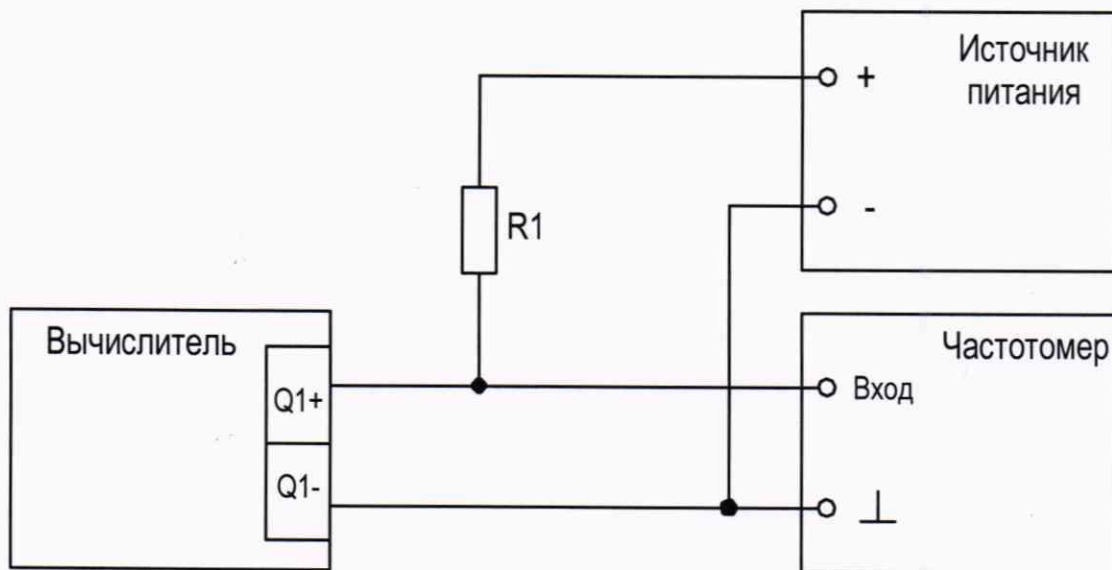 Источник
питания
+
-
R1
Вычислитель
Q1+
Q1-
Частотомер
Вход
⊥